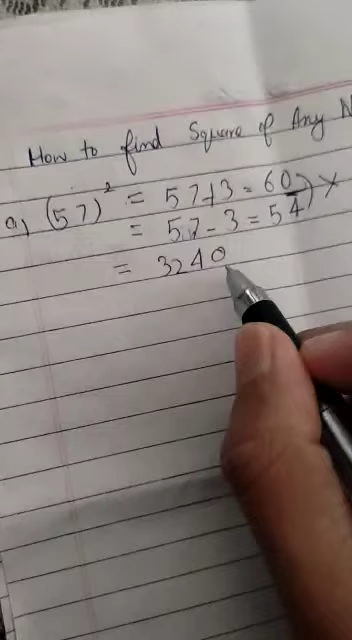 How to find Square of Any N
a, (57)² = 57+3 = 60
= 57-3 = 54) ×
= 3240